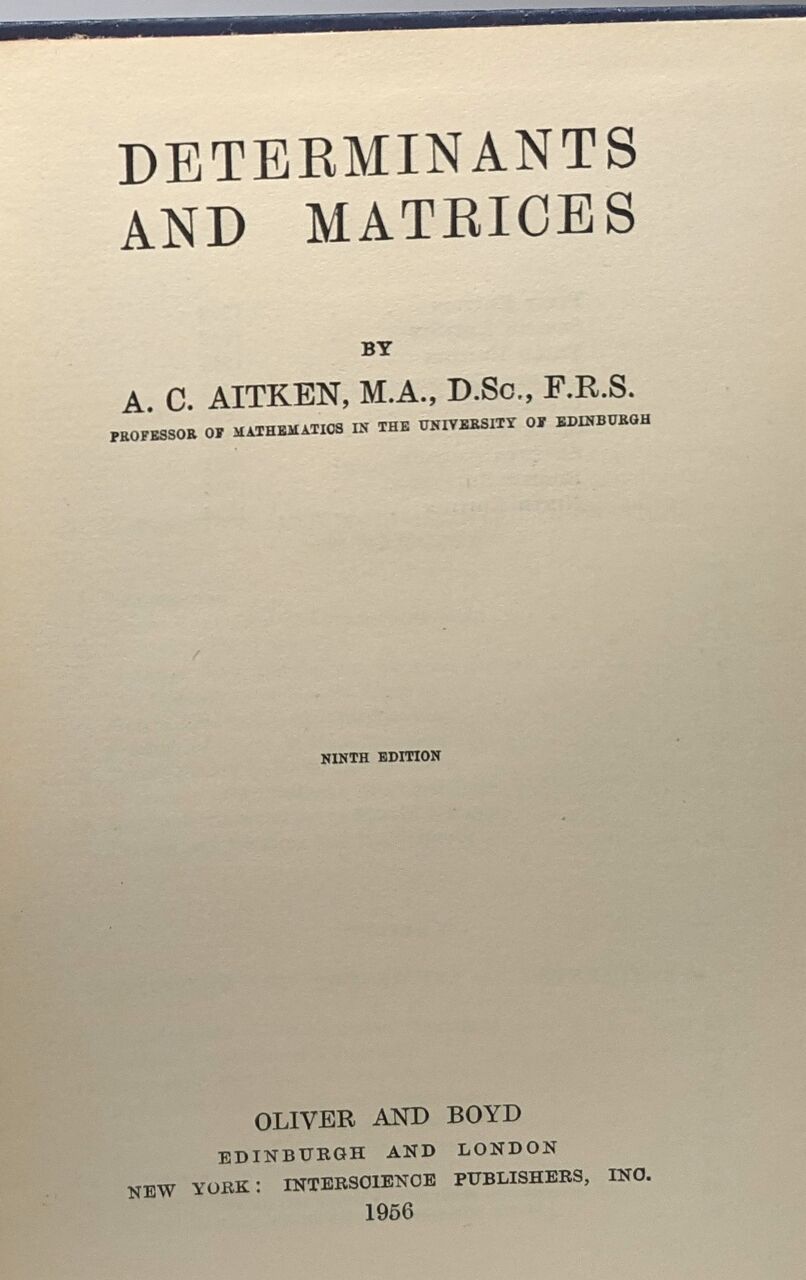 DETERMINANTS
AND MATRICES
BY
A. C. AITKEN, M.A., D.Sc., F.R.S.
PROFESSOR OF MATHEMATICS IN THE UNIVERSITY OF EDINBURGH
NINTH EDITION
OLIVER AND BOYD
EDINBURGH AND LONDON
NEW YORK: INTERSCIENCE PUBLISHERS, INC.
1956